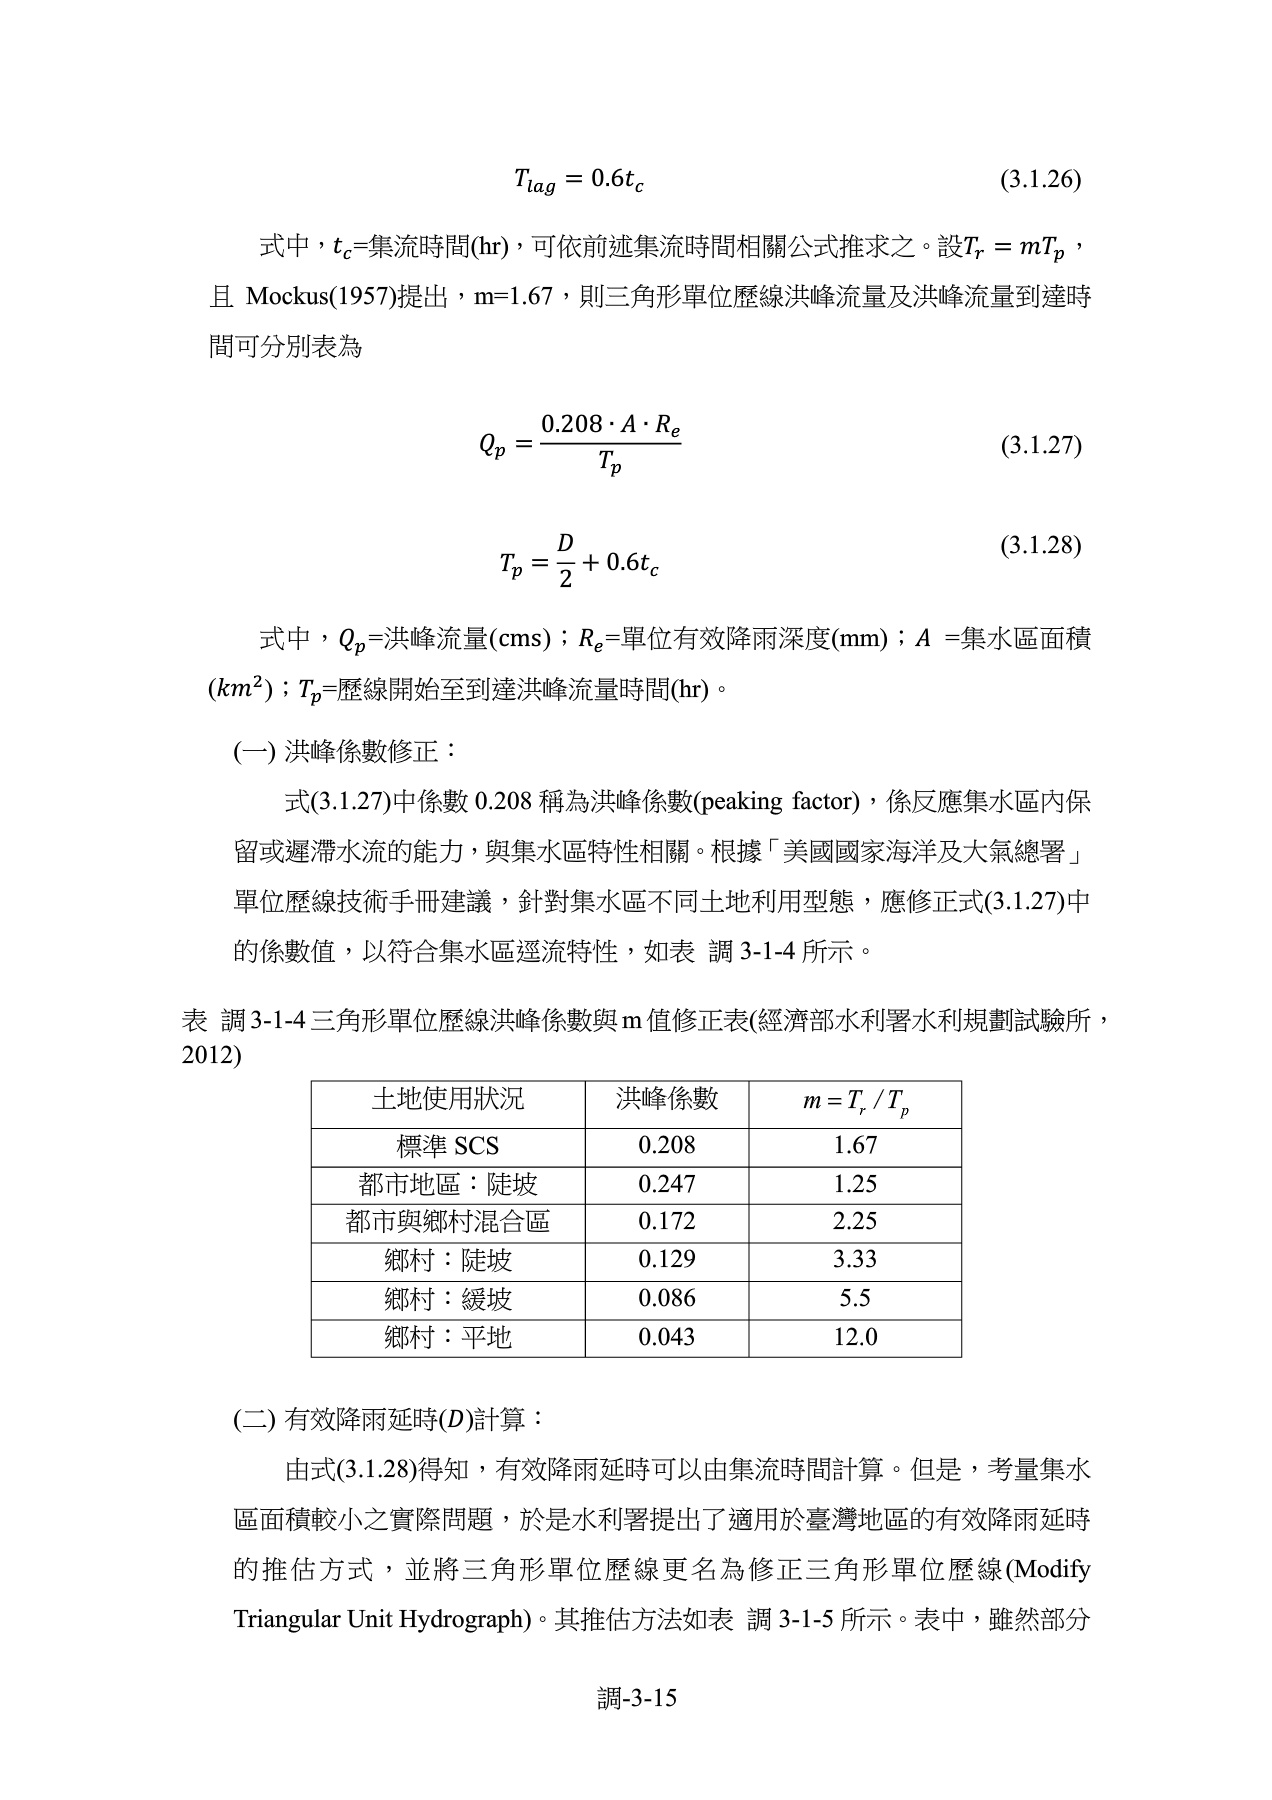 T_lag = 0.6t_c (3.1.26)
式中，t_c=集流時間(hr)，可依前述集流時間相關公式推求之。設T_r = mT_p，
且 Mockus(1957)提出，m=1.67，則三角形單位歷線洪峰流量及洪峰流量到達時
間可分別表為
Q_p = (0.208 · A · R_e) / T_p (3.1.27)
T_p = D/2 + 0.6t_c (3.1.28)
式中，Q_p=洪峰流量(cms)；R_e=單位有效降雨深度(mm)；A =集水區面積
(km²)；T_p=歷線開始至到達洪峰流量時間(hr)。
(一) 洪峰係數修正：
式(3.1.27)中係數 0.208 稱為洪峰係數(peaking factor)，係反應集水區內保
留或遲滯水流的能力，與集水區特性相關。根據「美國國家海洋及大氣總署」
單位歷線技術手冊建議，針對集水區不同土地利用型態，應修正式(3.1.27)中
的係數值，以符合集水區逕流特性，如表 調 3-1-4 所示。
表 調 3-1-4 三角形單位歷線洪峰係數與 m 值修正表(經濟部水利署水利規劃試驗所，
2012)
土地使用狀況 洪峰係數 m = T_r / T_p
標準 SCS 0.208 1.67
都市地區：陡坡 0.247 1.25
都市與鄉村混合區 0.172 2.25
鄉村：陡坡 0.129 3.33
鄉村：緩坡 0.086 5.5
鄉村：平地 0.043 12.0
(二) 有效降雨延時(D)計算：
由式(3.1.28)得知，有效降雨延時可以由集流時間計算。但是，考量集水
區面積較小之實際問題，於是水利署提出了適用於臺灣地區的有效降雨延時
的推估方式，並將三角形單位歷線更名為修正三角形單位歷線(Modify
Triangular Unit Hydrograph)。其推估方法如表 調 3-1-5 所示。表中，雖然部分
調-3-15